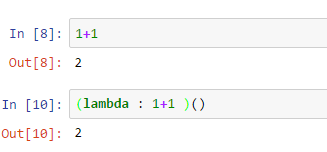 In [8]: 1+1
Out[8]: 2
In [10]: (lambda : 1+1 )()
Out[10]: 2